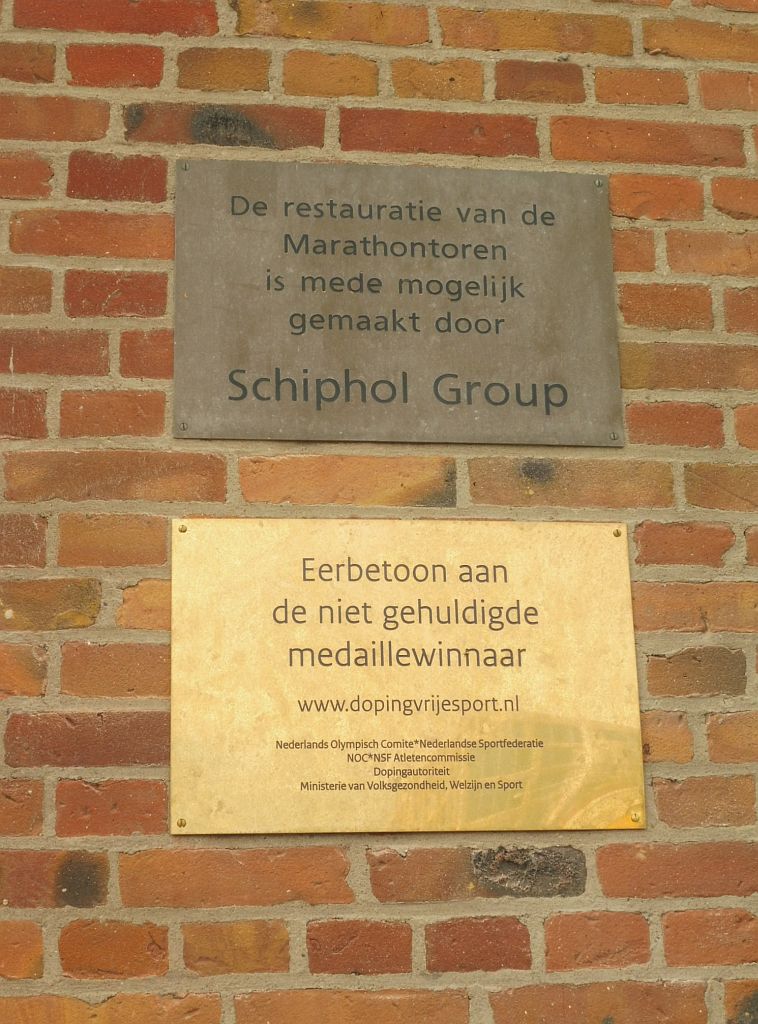 De restauratie van de
Marathontoren
is mede mogelijk
gemaakt door
Schiphol Group
Eerbetoon aan
de niet gehuldigde
medaillewinnaar
www.dopingvrijesport.nl
Nederlands Olympisch Comite*Nederlandse Sportfederatie
NOC*NSF Atletencommissie
Dopingautoriteit
Ministerie van Volksgezondheid, Welzijn en Sport